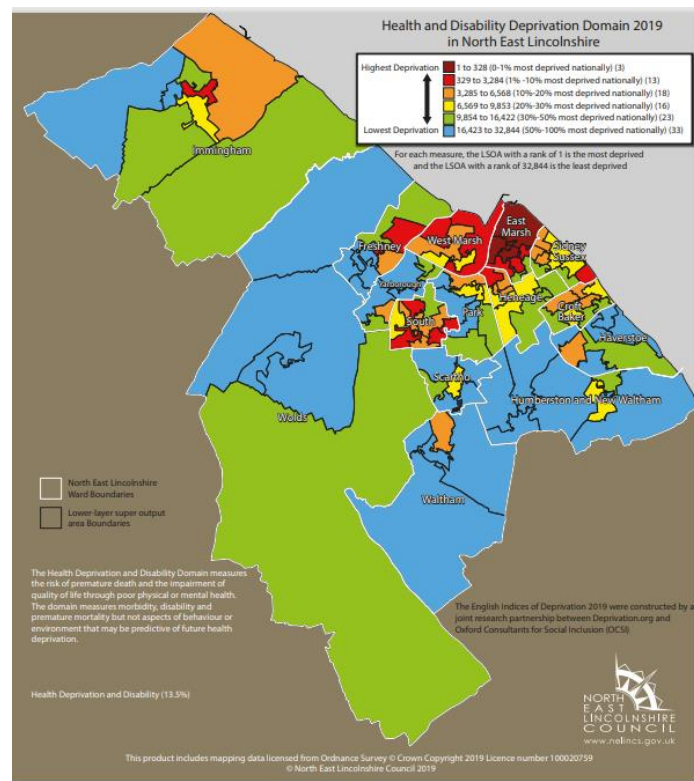 Health and Disability Deprivation Domain 2019
in North East Lincolnshire
Highest Deprivation
1 to 328 (0-1% most deprived nationally) (3)
329 to 3,284 (1% -10% most deprived nationally) (13)
3,285 to 6,568 (10%-20% most deprived nationally) (18)
6,569 to 9,853 (20%-30% most deprived nationally) (16)
9,854 to 16,422 (30%-50% most deprived nationally) (23)
Lowest Deprivation
16,423 to 32,844 (50%-100% most deprived nationally) (33)
For each measure, the LSOA with a rank of 1 is the most deprived
and the LSOA with a rank of 32,844 is the least deprived
Immingham
East
Marsh
West Marsh
Freshney
Sidney
Sussex
Yarborough
Heneage
Park
South
Croft
Baker
Haverstoe
Scartho
Humberston and New Waltham
Wolds
Waltham
North East Lincolnshire
Ward Boundaries
Lower-layer super output
area Boundaries
The Health Deprivation and Disability Domain measures
the risk of premature death and the impairment of
quality of life through poor physical or mental health.
The domain measures morbidity, disability and
premature mortality but not aspects of behaviour or
environment that may be predictive of future health
deprivation.
The English Indices of Deprivation 2019 were constructed by a
joint research partnership between Deprivation.org and
Oxford Consultants for Social Inclusion (OCSI)
Health Deprivation and Disability (13.5%)
NORTH
EAST
LINCOLNSHIRE
COUNCIL
www.nelincs.gov.uk
This product includes mapping data licensed from Ordnance Survey © Crown Copyright 2019 Licence number 100020759
© North East Lincolnshire Council 2019